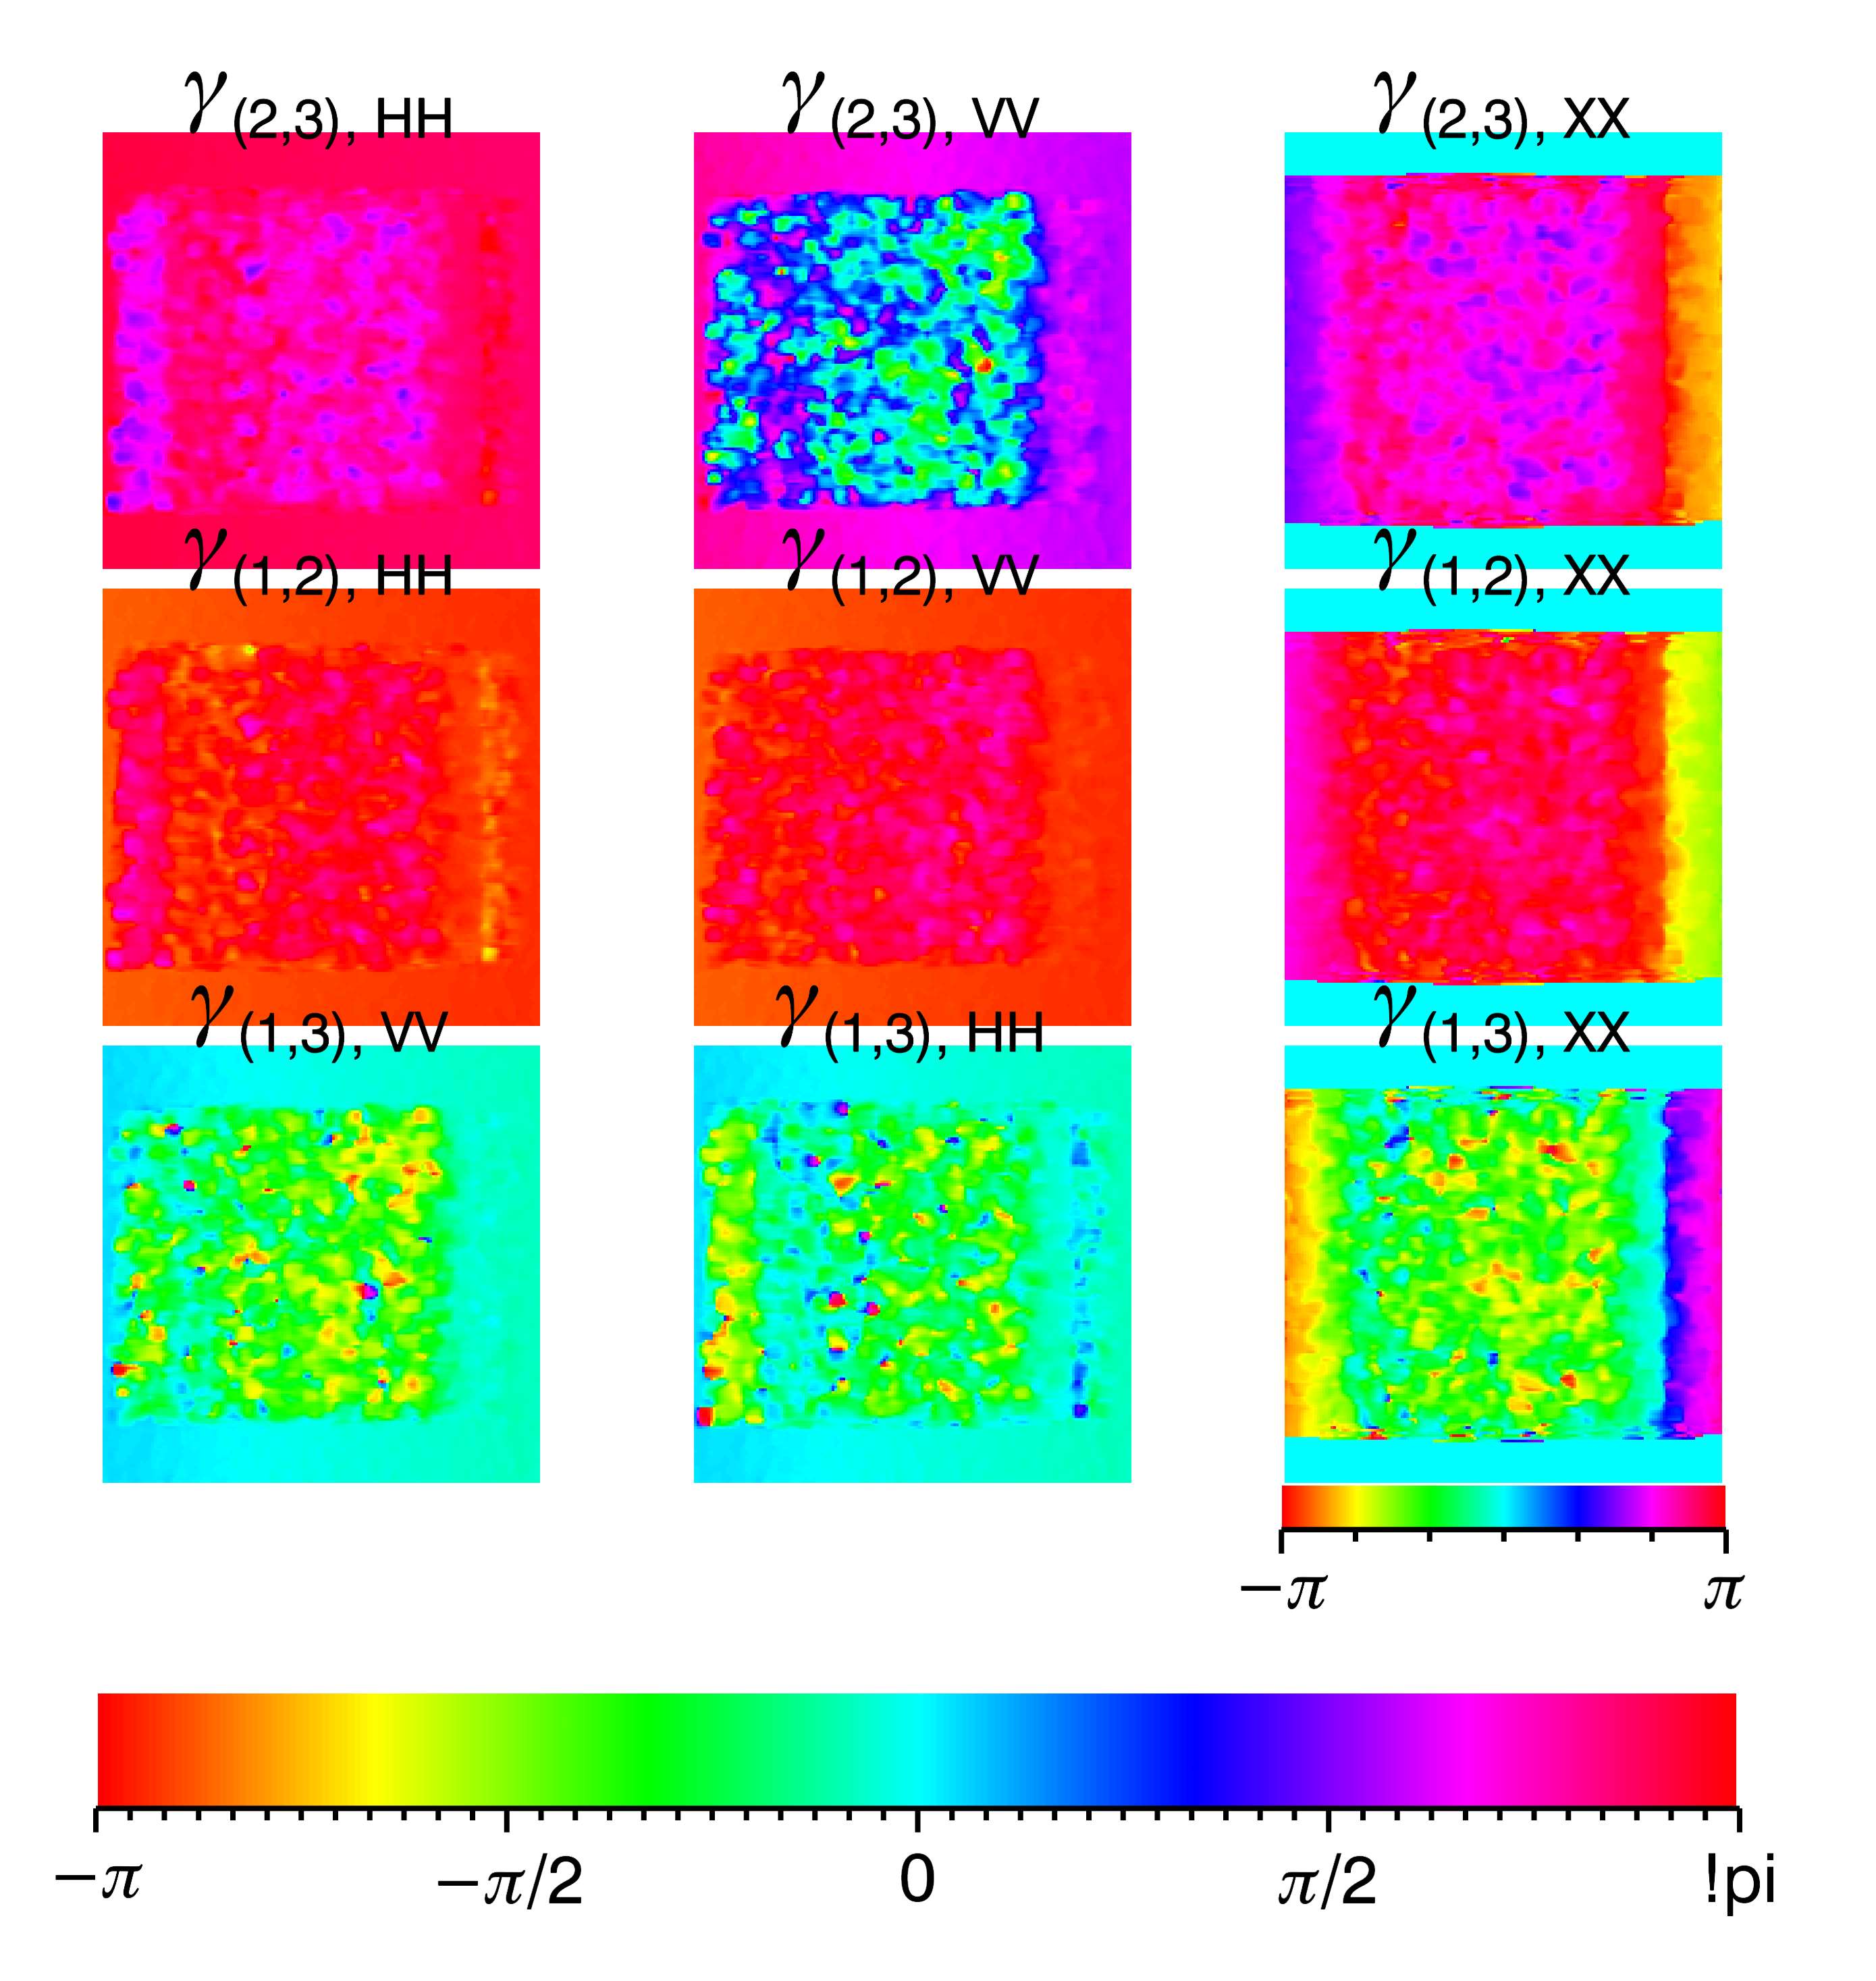 γ(2,3), HH
γ(2,3), VV
γ(2,3), XX
γ(1,2), HH
γ(1,2), VV
γ(1,2), XX
γ(1,3), VV
γ(1,3), HH
γ(1,3), XX
−π π
−π −π/2 0 π/2 !pi